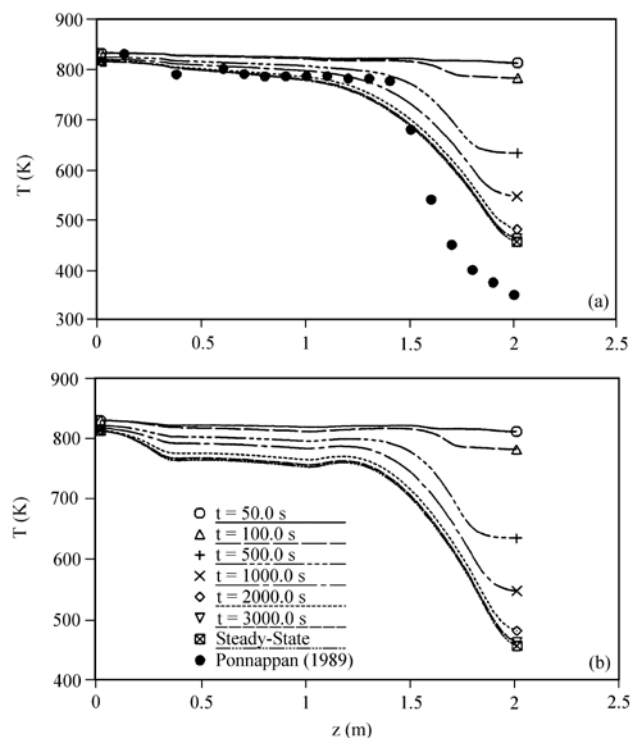 900
800
700
600
500
400
300
T (K)
0
0.5
1
1.5
2
2.5
(a)
900
800
700
600
500
400
T (K)
t = 50.0 s
t = 100.0 s
t = 500.0 s
t = 1000.0 s
t = 2000.0 s
t = 3000.0 s
Steady-State
Ponnappan (1989)
(b)
0
0.5
1
1.5
2
2.5
z (m)